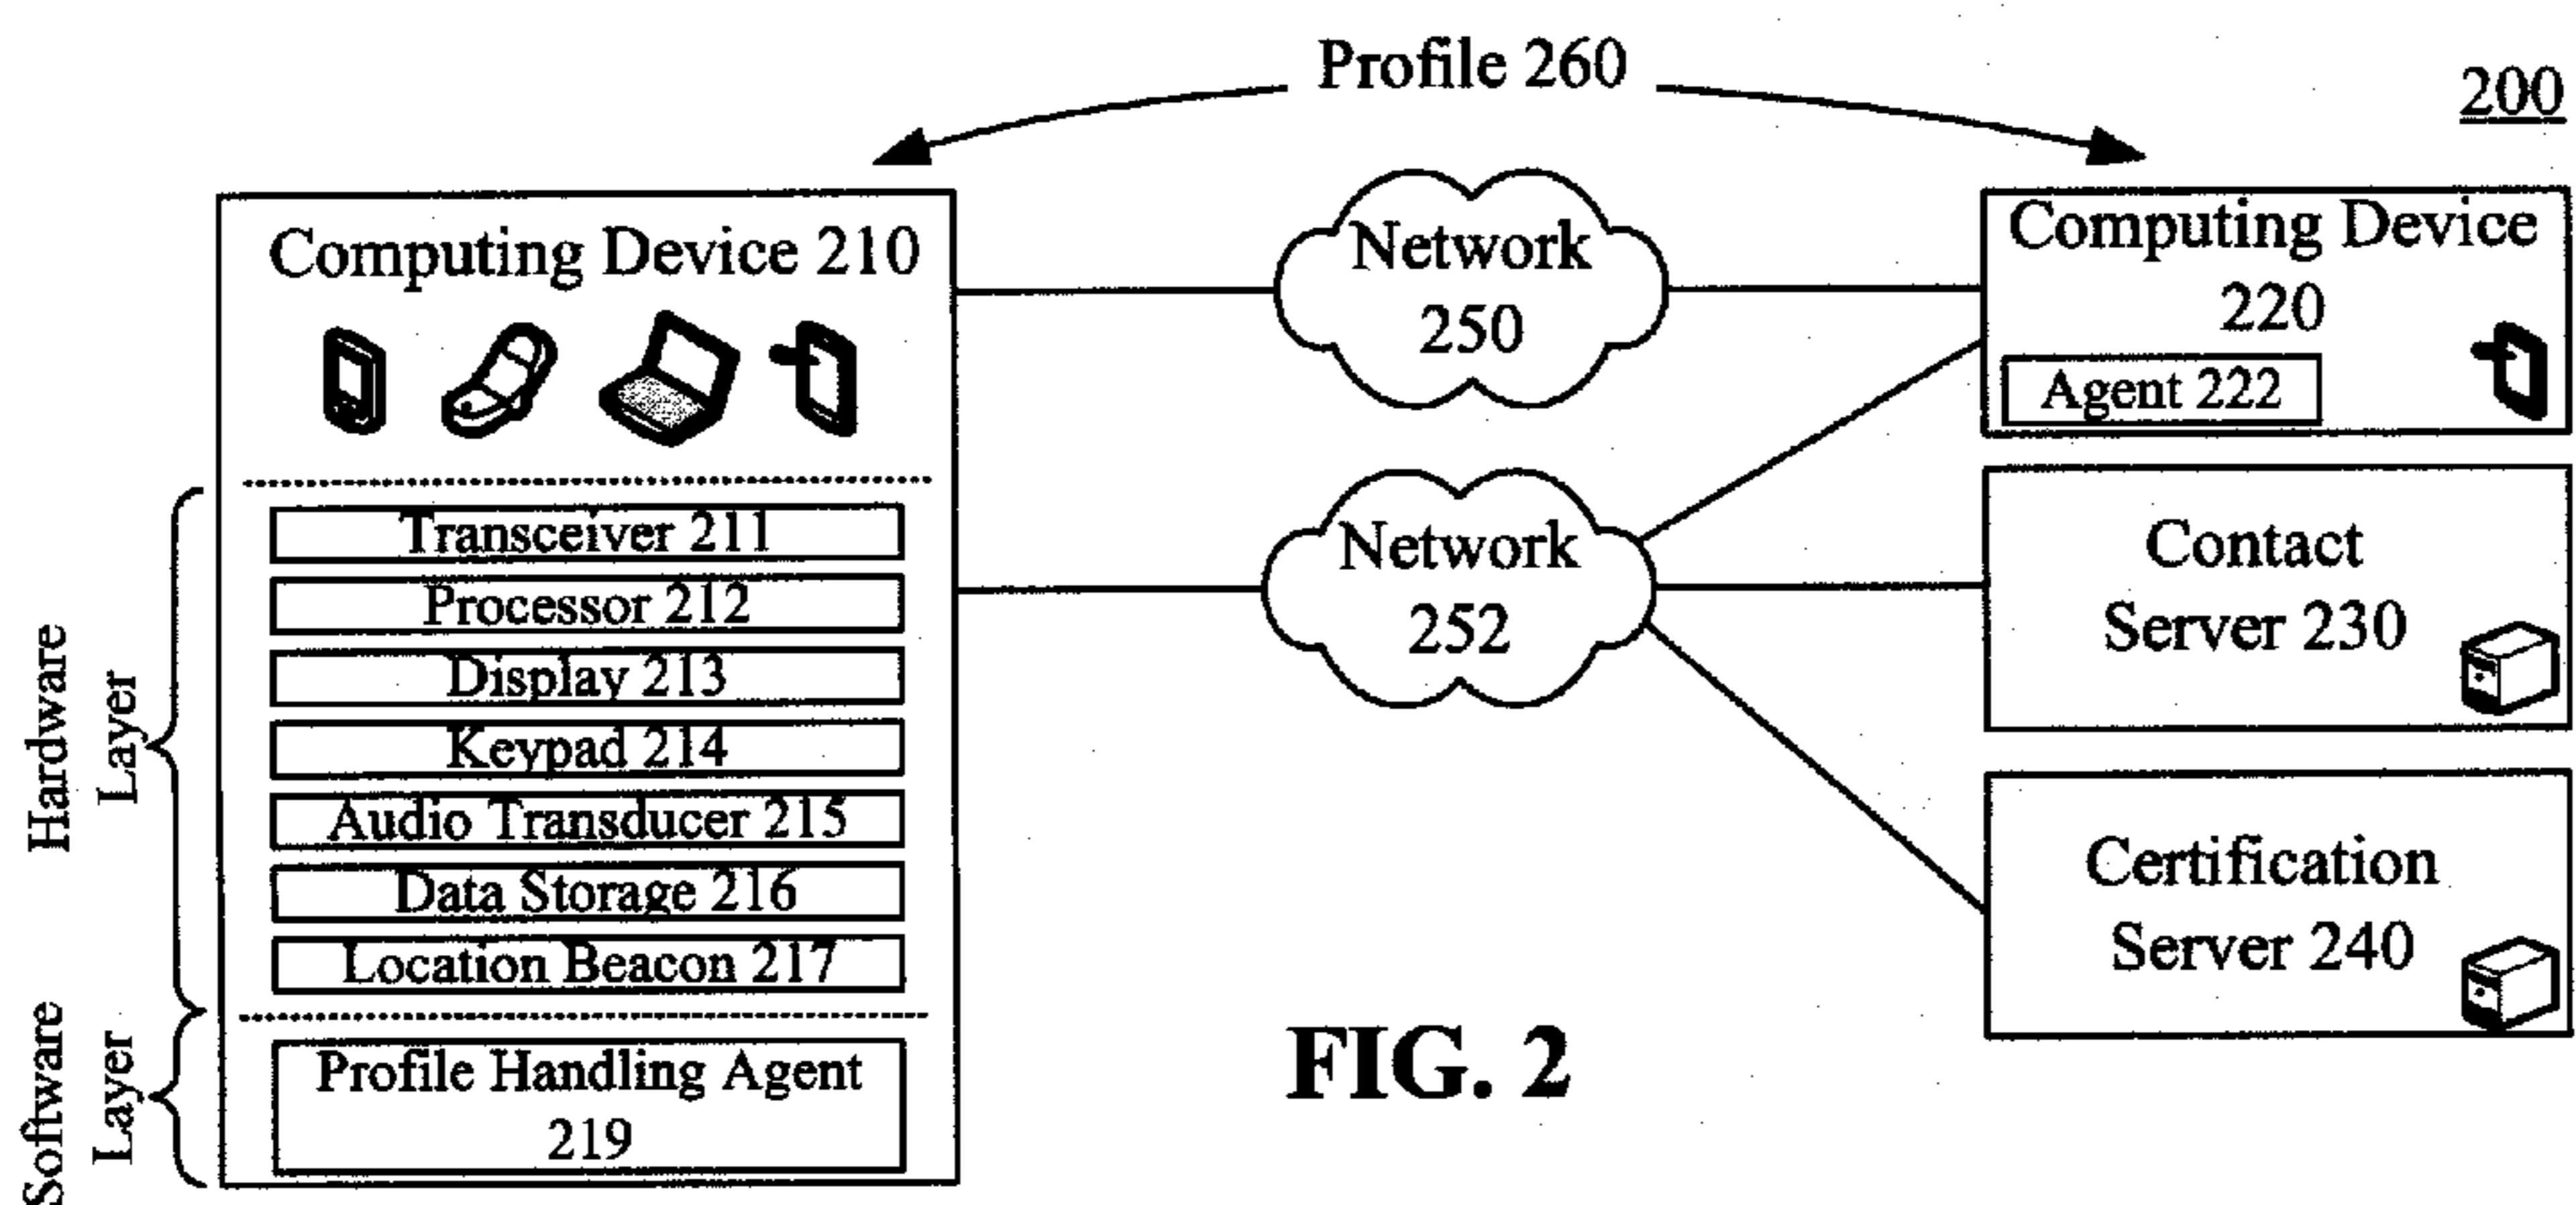 Profile 260
200
Computing Device 210
Network
250
Computing Device
220
Agent 222
Hardware
Layer
Transceiver 211
Processor 212
Display 213
Keypad 214
Audio Transducer 215
Data Storage 216
Location Beacon 217
Network
252
Contact
Server 230
Certification
Server 240
Software
Layer
Profile Handling Agent
219
FIG. 2